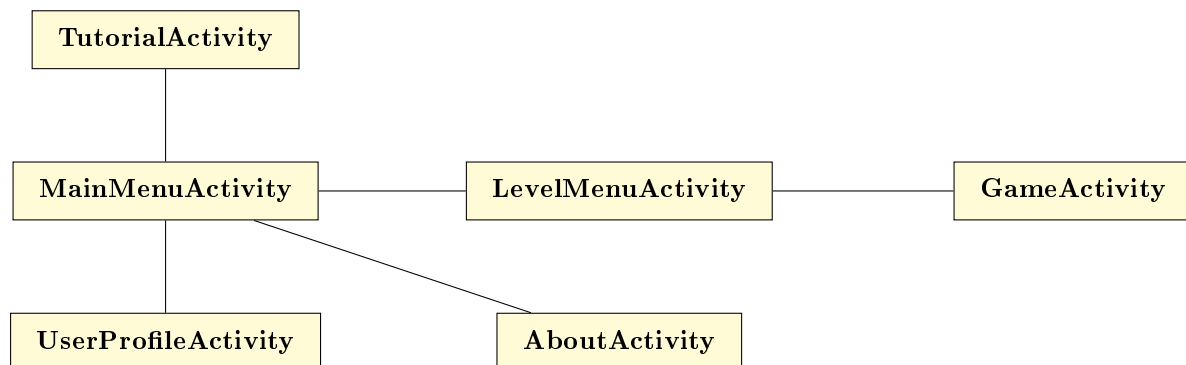 TutorialActivity
MainMenuActivity
LevelMenuActivity
GameActivity
UserProfileActivity
AboutActivity